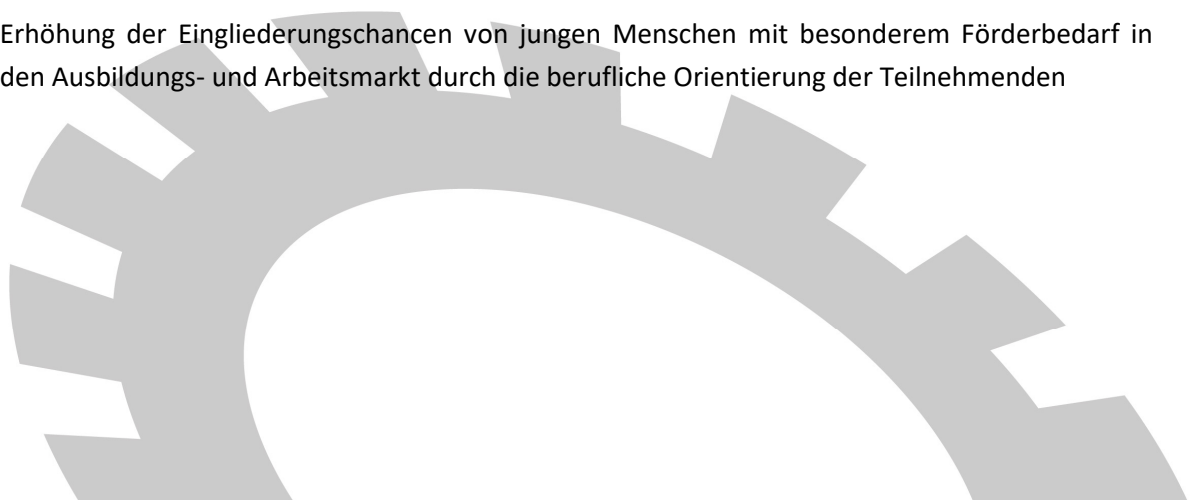 Erhöhung der Eingliederungschancen von jungen Menschen mit besonderem Förderbedarf in
den Ausbildungs- und Arbeitsmarkt durch die berufliche Orientierung der Teilnehmenden